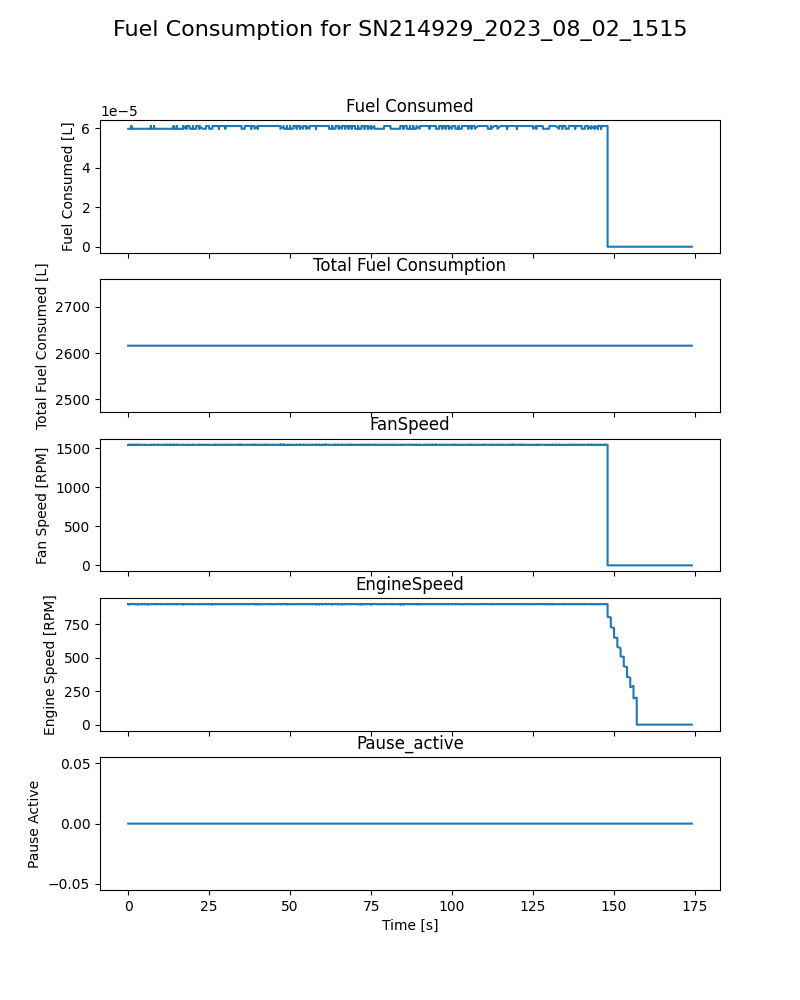 Fuel Consumption for SN214929_2023_08_02_1515
Fuel Consumed
1e−5
Fuel Consumed [L]
6
4
2
0
Total Fuel Consumption
Total Fuel Consumed [L]
2700
2600
2500
FanSpeed
Fan Speed [RPM]
1500
1000
500
0
EngineSpeed
Engine Speed [RPM]
750
500
250
0
Pause_active
Pause Active
0.05
0.00
−0.05
0 25 50 75 100 125 150 175
Time [s]